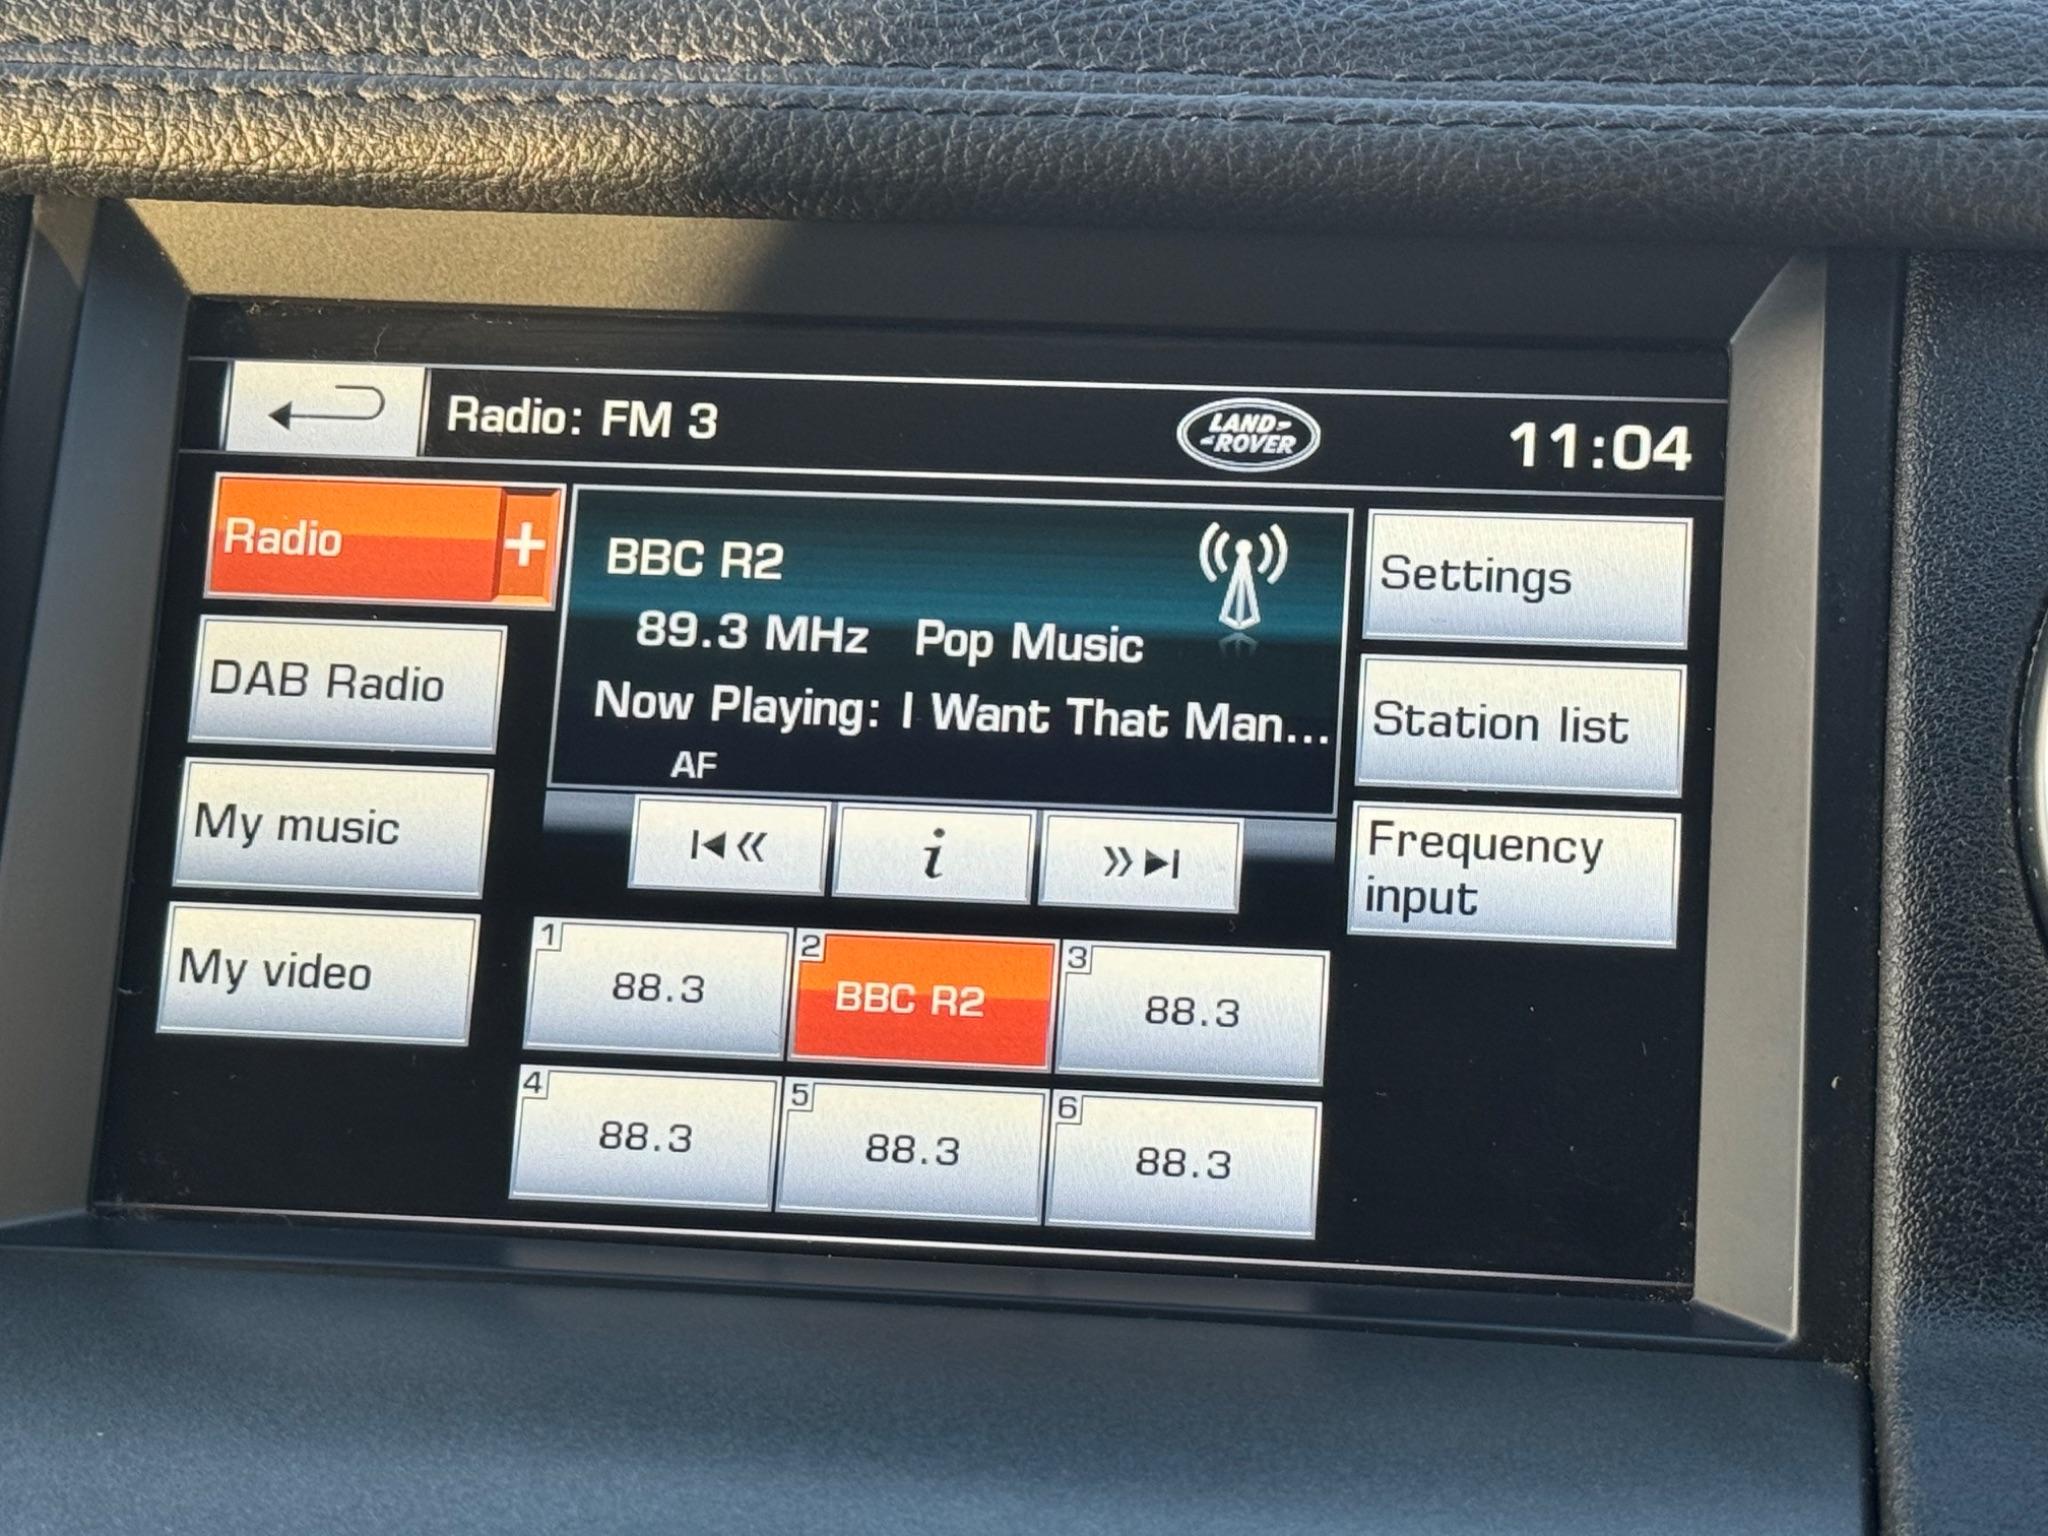 Radio: FM 3
LAND-
-ROVER
11:04
Radio
+
BBC R2
89.3 MHz Pop Music
Now Playing: I Want That Man...
AF
Settings
DAB Radio
Station list
My music
i
Frequency
input
My video
1
88.3
2
BBC R2
3
88.3
4
88.3
5
88.3
6
88.3